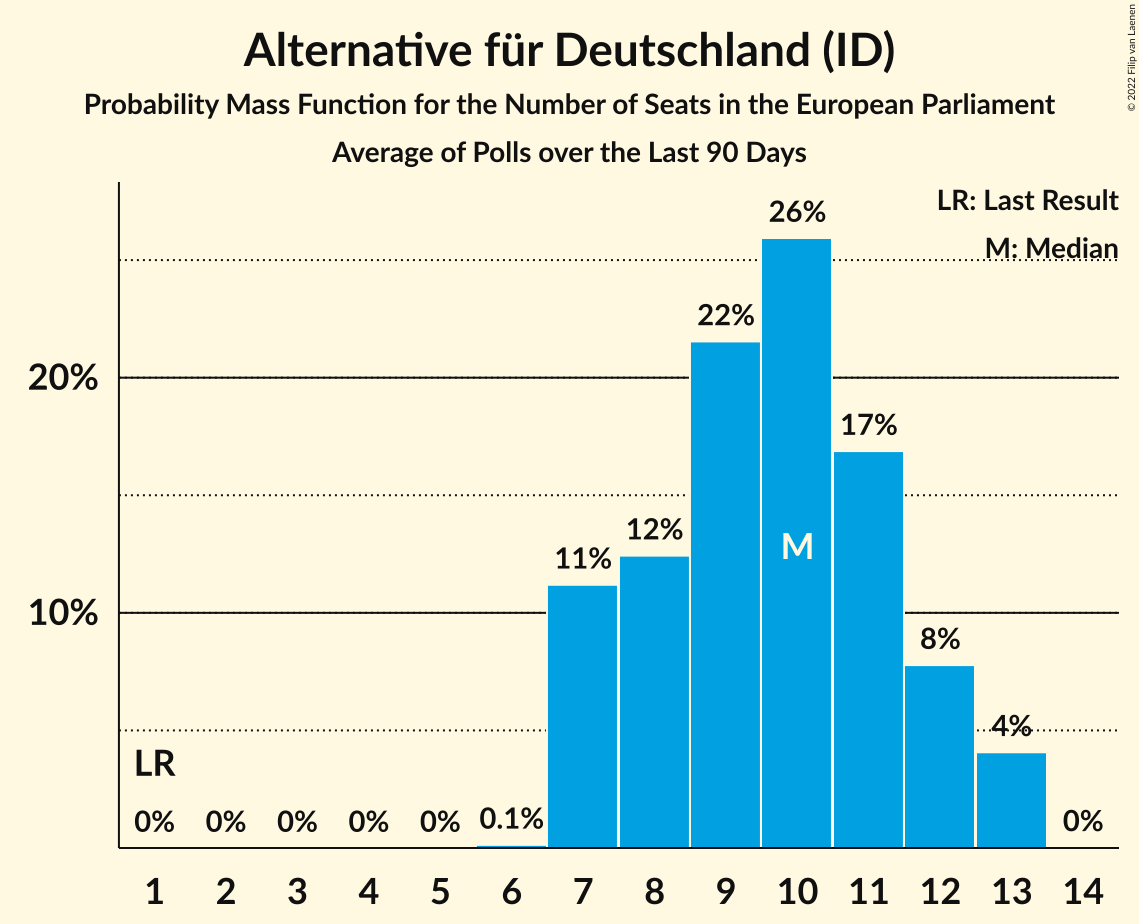 Alternative für Deutschland (ID)
Probability Mass Function for the Number of Seats in the European Parliament
Average of Polls over the Last 90 Days
© 2022 Filip van Laenen
LR: Last Result
M: Median
26%
22%
20%
17%
12%
11%
M
10%
8%
4%
LR
0% 0% 0% 0% 0% 0.1% 0%
1 2 3 4 5 6 7 8 9 10 11 12 13 14